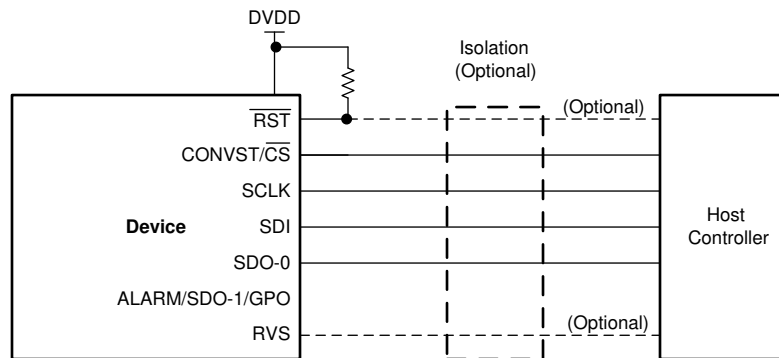 DVDD
Isolation
(Optional)
RST
(Optional)
CONVST/CS
SCLK
Device
SDI
Host
Controller
SDO-0
ALARM/SDO-1/GPO
RVS
(Optional)